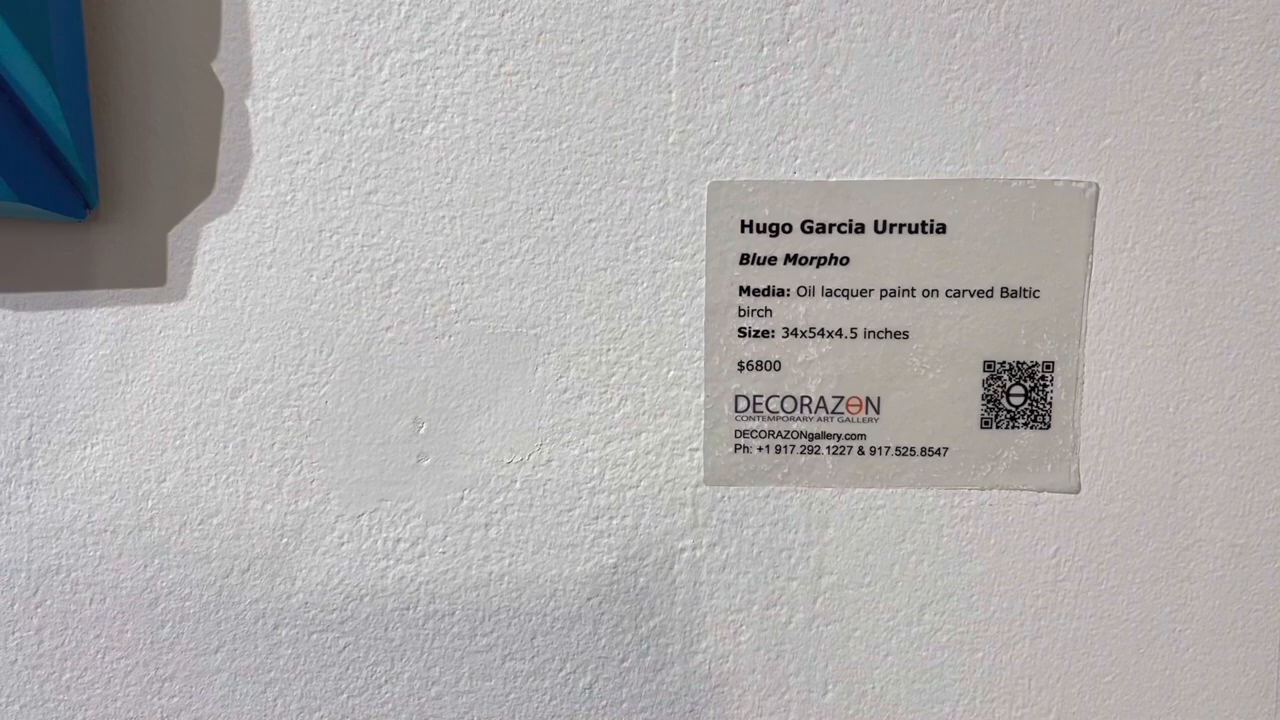 Hugo Garcia Urrutia
Blue Morpho
Media: Oil lacquer paint on carved Baltic
birch
Size: 34x54x4.5 inches
$6800
DECORAZON
CONTEMPORARY ART GALLERY
DECORAZONgallery.com
Ph: +1 917.292.1227 & 917.525.8547